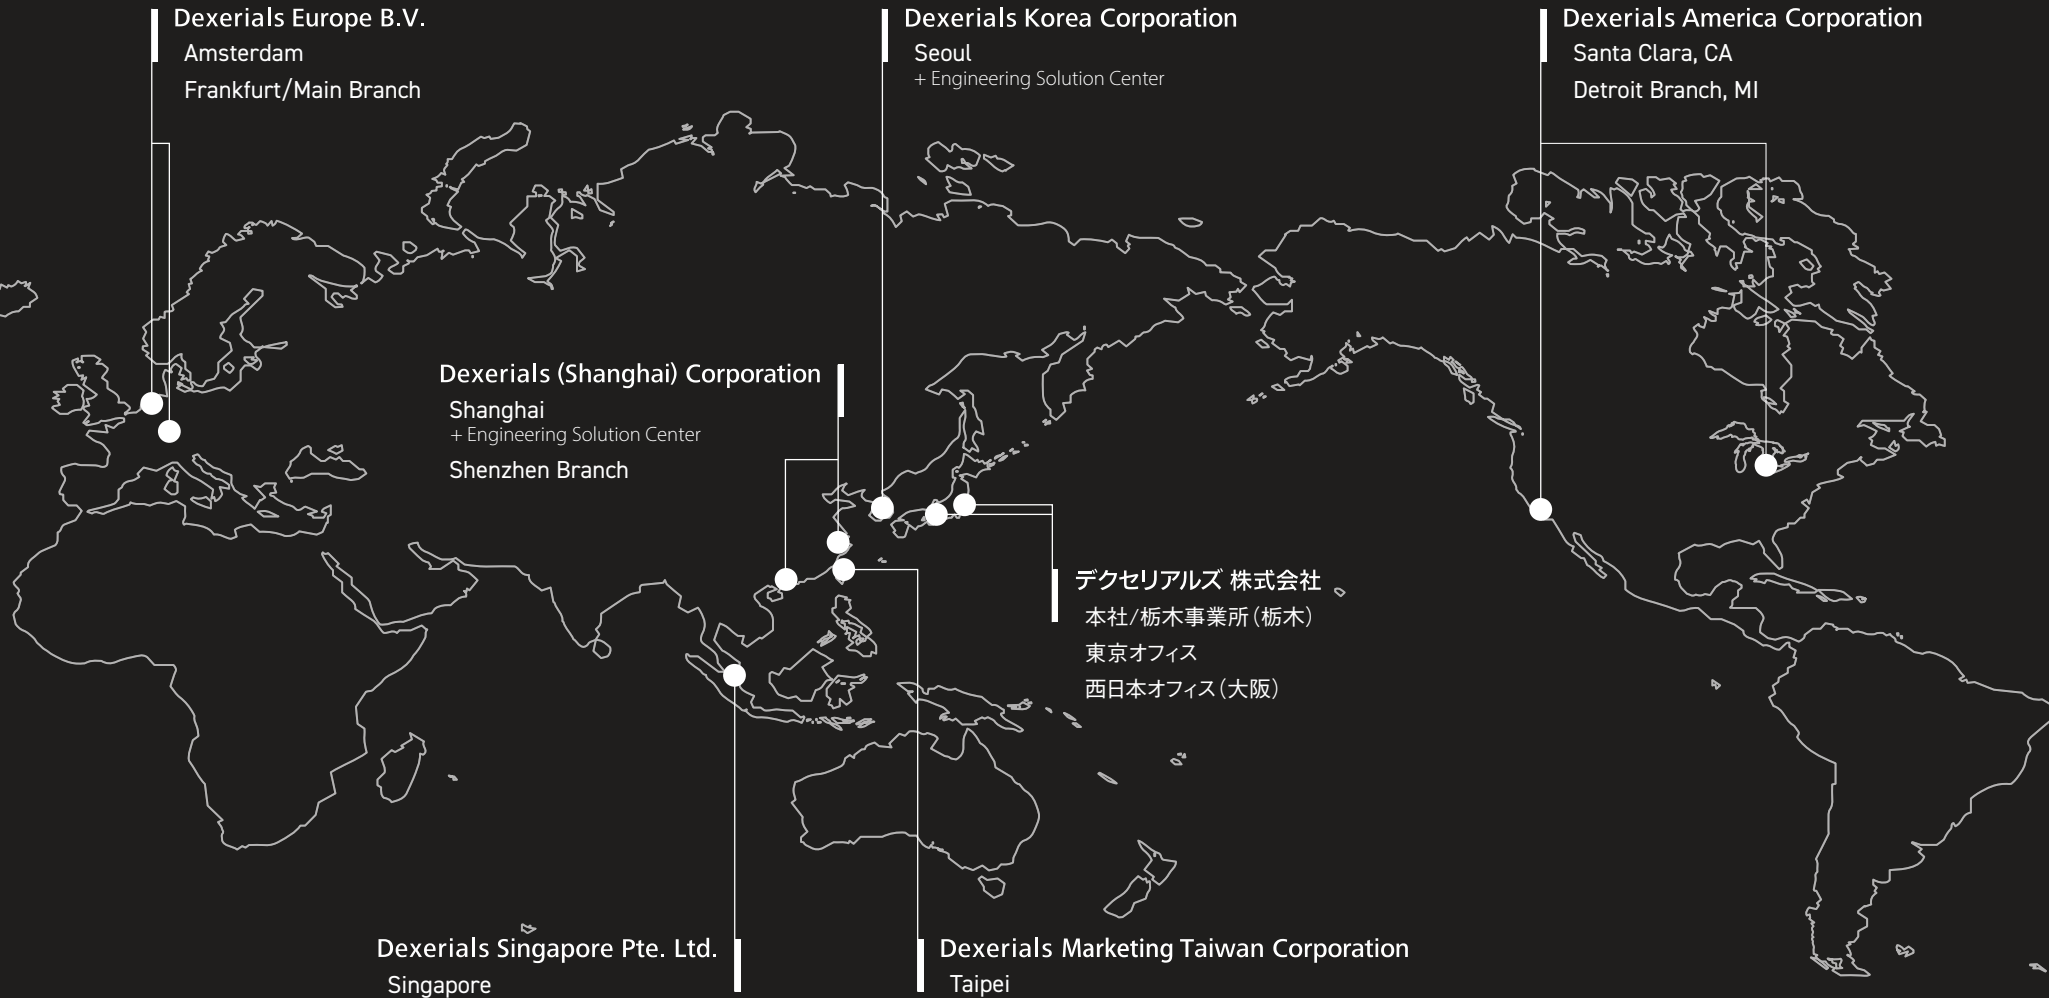 Dexerials Europe B.V.
Amsterdam
Frankfurt/Main Branch
Dexerials Korea Corporation
Seoul
+ Engineering Solution Center
Dexerials America Corporation
Santa Clara, CA
Detroit Branch, MI
Dexerials (Shanghai) Corporation
Shanghai
+ Engineering Solution Center
Shenzhen Branch
デクセリアルズ 株式会社
本社/栃木事業所（栃木）
東京オフィス
西日本オフィス（大阪）
Dexerials Singapore Pte. Ltd.
Singapore
Dexerials Marketing Taiwan Corporation
Taipei